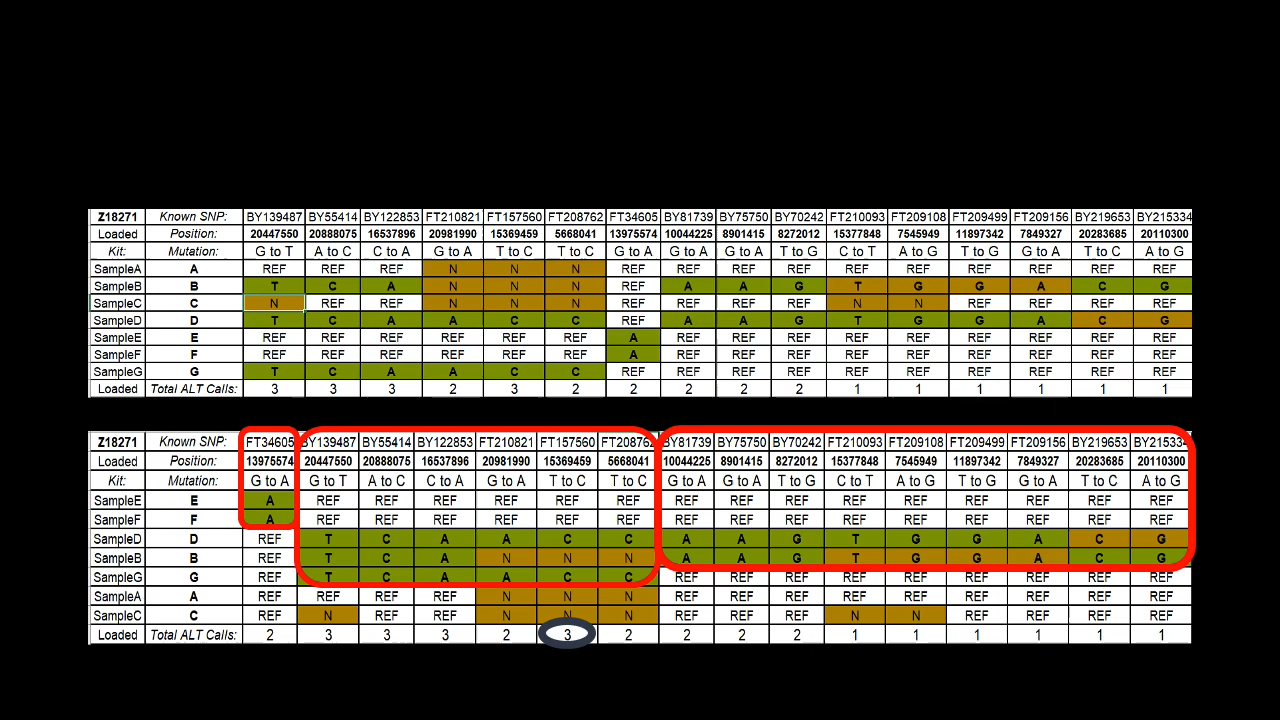 Z18271 Known SNP: BY139487 BY55414 BY122853 FT210821 FT157560 FT208762 FT34605 BY81739 BY75750 BY70242 FT210093 FT209108 FT209499 FT209156 BY219653 BY215334
Loaded Position: 20447550 20888075 16537896 20981990 15369459 5668041 13975574 10044225 8901415 8272012 15377848 7545949 11897342 7849327 20283685 20110300
Kit: Mutation: G to T A to C C to A G to A T to C T to C G to A G to A G to A T to G C to T A to G T to G G to A T to C A to G
SampleA A REF REF REF N N N REF REF REF REF REF REF REF REF REF REF
SampleB B T C A N N N REF A A G T G G A C G
SampleC C N REF REF N N N REF REF REF REF N N REF REF REF REF
SampleD D T C A A C C REF A A G T G G A C G
SampleE E REF REF REF REF REF REF A REF REF REF REF REF REF REF REF REF
SampleF F REF REF REF REF REF REF A REF REF REF REF REF REF REF REF REF
SampleG G T C A A C C REF REF REF REF REF REF REF REF REF REF
Loaded Total ALT Calls: 3 3 3 2 3 2 2 2 2 2 1 1 1 1 1 1
Z18271 Known SNP: FT34605 BY139487 BY55414 BY122853 FT210821 FT157560 FT208762 BY81739 BY75750 BY70242 FT210093 FT209108 FT209499 FT209156 BY219653 BY215334
Loaded Position: 13975574 20447550 20888075 16537896 20981990 15369459 5668041 10044225 8901415 8272012 15377848 7545949 11897342 7849327 20283685 20110300
Kit: Mutation: G to A G to T A to C C to A G to A T to C T to C G to A G to A T to G C to T A to G T to G G to A T to C A to G
SampleE E A REF REF REF REF REF REF REF REF REF REF REF REF REF REF REF
SampleF F A REF REF REF REF REF REF REF REF REF REF REF REF REF REF REF
SampleD D REF T C A A C C A A G T G G A C G
SampleB B REF T C A N N N A A G T G G A C G
SampleG G REF T C A A C C REF REF REF REF REF REF REF REF REF
SampleA A REF REF REF REF N N N REF REF REF REF REF REF REF REF REF
SampleC C REF N REF REF N N N REF REF REF N N REF REF REF REF
Loaded Total ALT Calls: 2 3 3 3 2 3 2 2 2 2 1 1 1 1 1 1